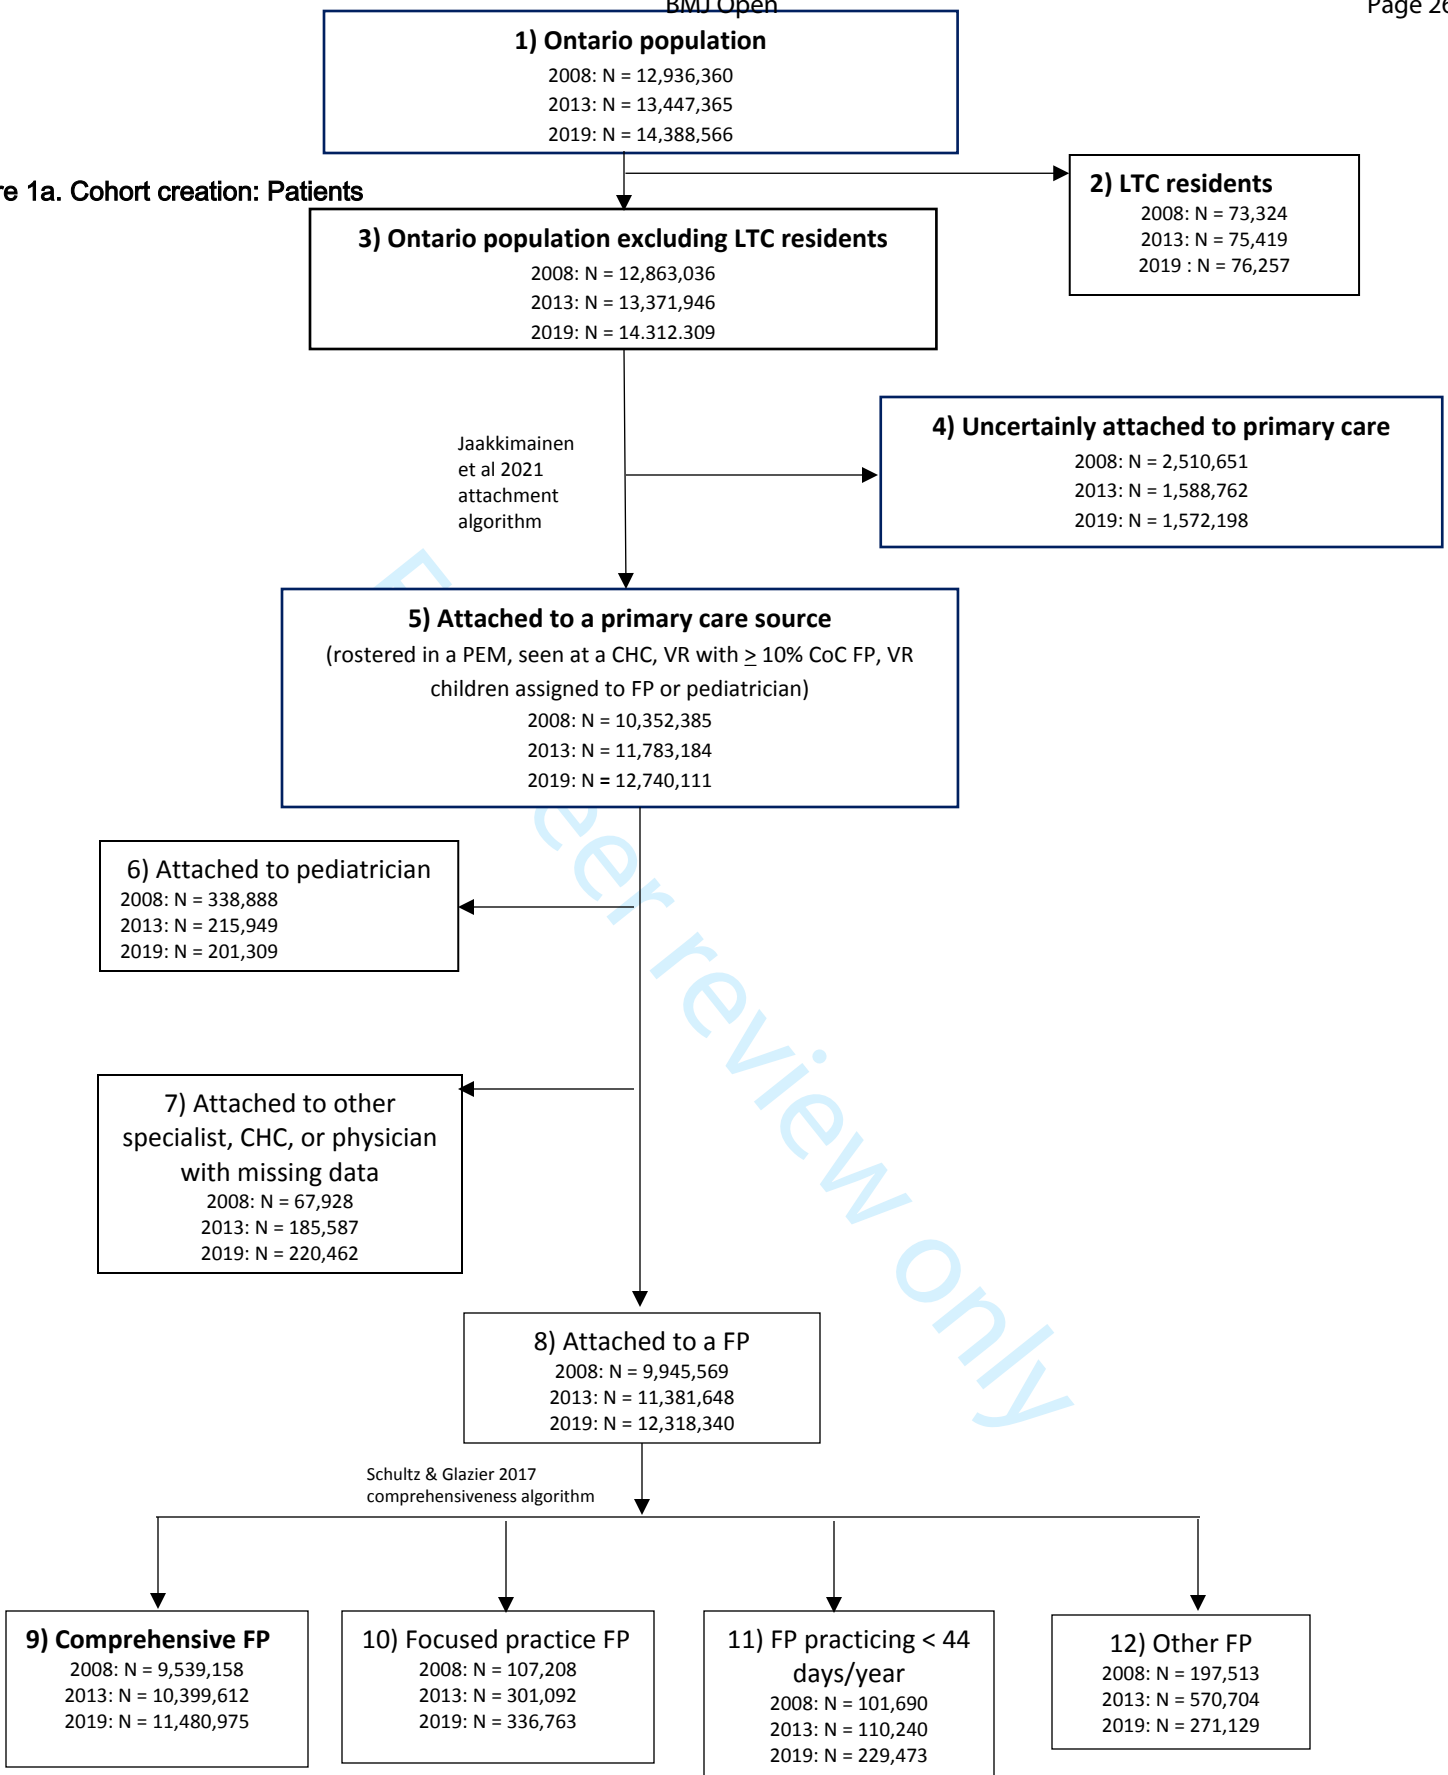 BMJ Open
Page 26
1) Ontario population
2008: N = 12,936,360
2013: N = 13,447,365
2019: N = 14,388,566
2) LTC residents
2008: N = 73,324
2013: N = 75,419
2019 : N = 76,257
re 1a. Cohort creation: Patients
3) Ontario population excluding LTC residents
2008: N = 12,863,036
2013: N = 13,371,946
2019: N = 14.312.309
Jaakkimainen
et al 2021
attachment
algorithm
4) Uncertainly attached to primary care
2008: N = 2,510,651
2013: N = 1,588,762
2019: N = 1,572,198
5) Attached to a primary care source
(rostered in a PEM, seen at a CHC, VR with ≥ 10% CoC FP, VR
children assigned to FP or pediatrician)
2008: N = 10,352,385
2013: N = 11,783,184
2019: N = 12,740,111
6) Attached to pediatrician
2008: N = 338,888
2013: N = 215,949
2019: N = 201,309
7) Attached to other
specialist, CHC, or physician
with missing data
2008: N = 67,928
2013: N = 185,587
2019: N = 220,462
8) Attached to a FP
2008: N = 9,945,569
2013: N = 11,381,648
2019: N = 12,318,340
Schultz & Glazier 2017
comprehensiveness algorithm
9) Comprehensive FP
2008: N = 9,539,158
2013: N = 10,399,612
2019: N = 11,480,975
10) Focused practice FP
2008: N = 107,208
2013: N = 301,092
2019: N = 336,763
11) FP practicing < 44
days/year
2008: N = 101,690
2013: N = 110,240
2019: N = 229,473
12) Other FP
2008: N = 197,513
2013: N = 570,704
2019: N = 271,129
eer review only